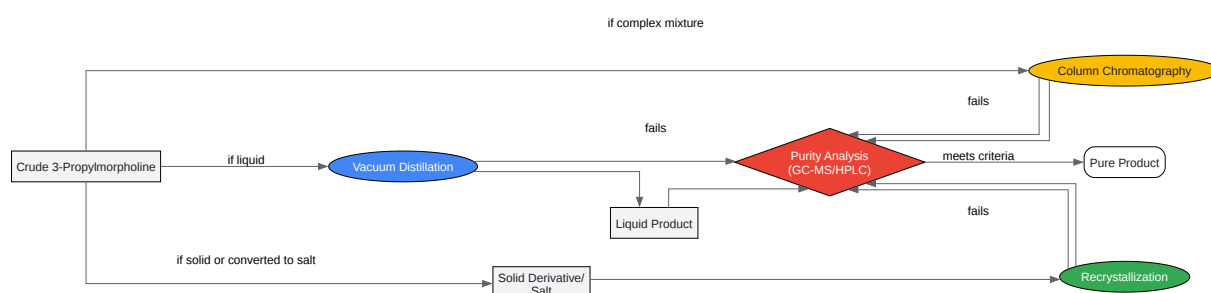 if complex mixture
Column Chromatography
fails
fails
Crude 3-Propylmorpholine
if liquid
Vacuum Distillation
Purity Analysis
(GC-MS/HPLC)
meets criteria
Pure Product
Liquid Product
fails
if solid or converted to salt
Solid Derivative/
Salt
Recrystallization